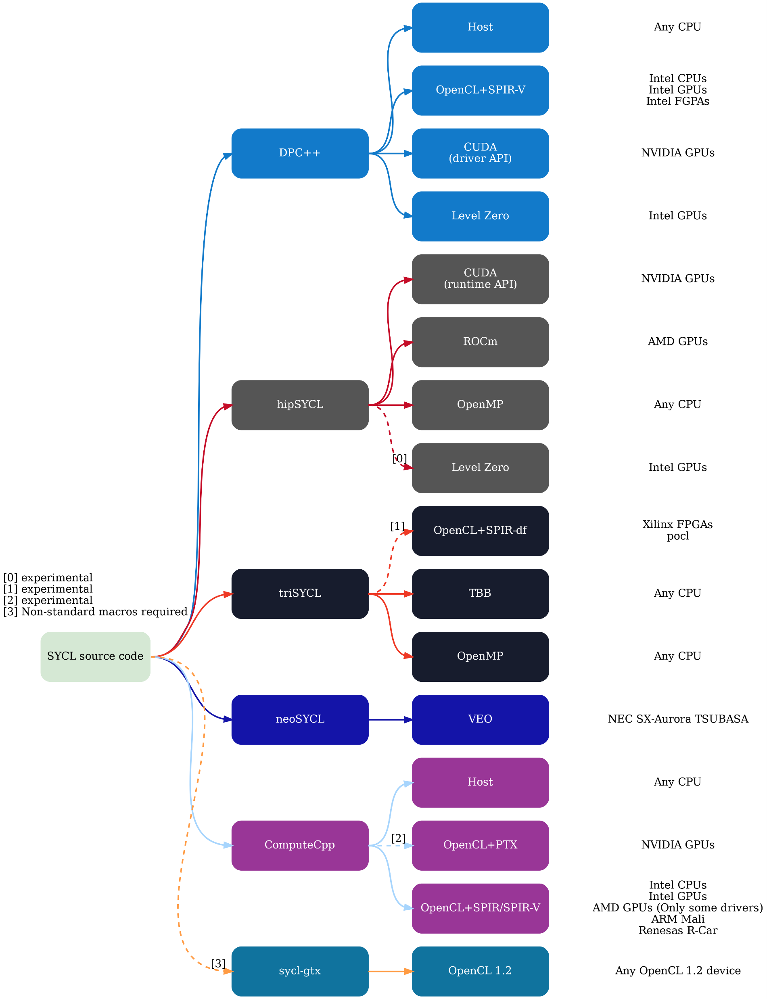 Host
Any CPU
OpenCL+SPIR-V
Intel CPUs
Intel GPUs
Intel FGPAs
DPC++
CUDA
(driver API)
NVIDIA GPUs
Level Zero
Intel GPUs
CUDA
(runtime API)
NVIDIA GPUs
ROCm
AMD GPUs
hipSYCL
OpenMP
Any CPU
[0]
Level Zero
Intel GPUs
[1]
OpenCL+SPIR-df
Xilinx FPGAs
pocl
[0] experimental
[1] experimental
[2] experimental
[3] Non-standard macros required
triSYCL
TBB
Any CPU
SYCL source code
OpenMP
Any CPU
neoSYCL
VEO
NEC SX-Aurora TSUBASA
Host
Any CPU
ComputeCpp
[2]
OpenCL+PTX
NVIDIA GPUs
OpenCL+SPIR/SPIR-V
Intel CPUs
Intel GPUs
AMD GPUs (Only some drivers)
ARM Mali
Renesas R-Car
[3]
sycl-gtx
OpenCL 1.2
Any OpenCL 1.2 device